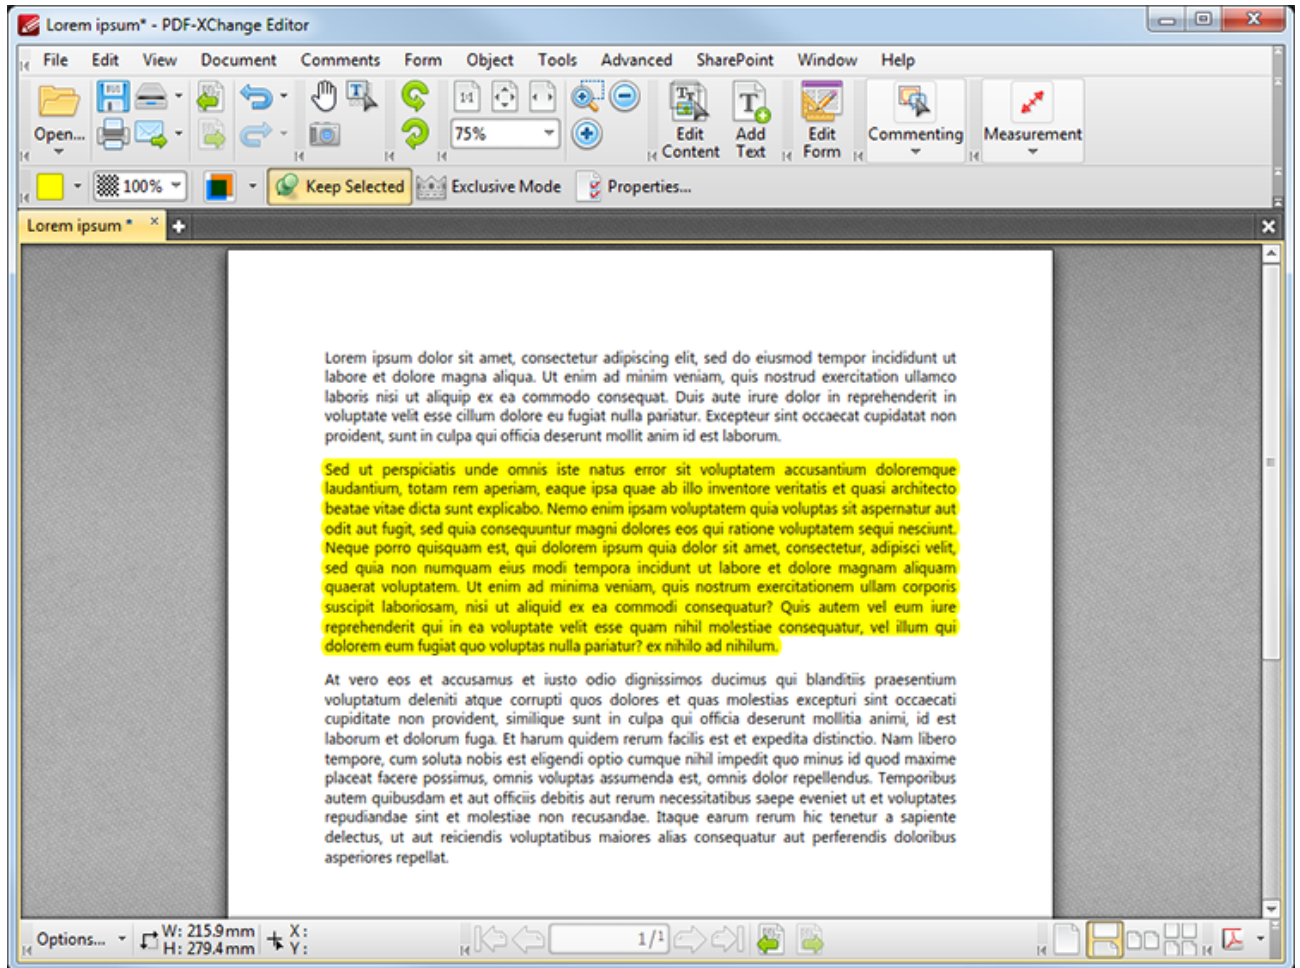 Lorem ipsum* - PDF-XChange Editor
File Edit View Document Comments Form Object Tools Advanced SharePoint Window Help
Open...
75%
Edit Content
Add Text
Edit Form
Commenting
Measurement
100% Keep Selected Exclusive Mode Properties...
Lorem ipsum *
Lorem ipsum dolor sit amet, consectetur adipiscing elit, sed do eiusmod tempor incididunt ut
labore et dolore magna aliqua. Ut enim ad minim veniam, quis nostrud exercitation ullamco
laboris nisi ut aliquip ex ea commodo consequat. Duis aute irure dolor in reprehenderit in
voluptate velit esse cillum dolore eu fugiat nulla pariatur. Excepteur sint occaecat cupidatat non
proident, sunt in culpa qui officia deserunt mollit anim id est laborum.
Sed ut perspiciatis unde omnis iste natus error sit voluptatem accusantium doloremque
laudantium, totam rem aperiam, eaque ipsa quae ab illo inventore veritatis et quasi architecto
beatae vitae dicta sunt explicabo. Nemo enim ipsam voluptatem quia voluptas sit aspernatur aut
odit aut fugit, sed quia consequuntur magni dolores eos qui ratione voluptatem sequi nesciunt.
Neque porro quisquam est, qui dolorem ipsum quia dolor sit amet, consectetur, adipisci velit,
sed quia non numquam eius modi tempora incidunt ut labore et dolore magnam aliquam
quaerat voluptatem. Ut enim ad minima veniam, quis nostrum exercitationem ullam corporis
suscipit laboriosam, nisi ut aliquid ex ea commodi consequatur? Quis autem vel eum iure
reprehenderit qui in ea voluptate velit esse quam nihil molestiae consequatur, vel illum qui
dolorem eum fugiat quo voluptas nulla pariatur? ex nihilo ad nihilum.
At vero eos et accusamus et iusto odio dignissimos ducimus qui blanditiis praesentium
voluptatum deleniti atque corrupti quos dolores et quas molestias excepturi sint occaecati
cupiditate non provident, similique sunt in culpa qui officia deserunt mollitia animi, id est
laborum et dolorum fuga. Et harum quidem rerum facilis est et expedita distinctio. Nam libero
tempore, cum soluta nobis est eligendi optio cumque nihil impedit quo minus id quod maxime
placeat facere possimus, omnis voluptas assumenda est, omnis dolor repellendus. Temporibus
autem quibusdam et aut officiis debitis aut rerum necessitatibus saepe eveniet ut et voluptates
repudiandae sint et molestiae non recusandae. Itaque earum rerum hic tenetur a sapiente
delectus, ut aut reiciendis voluptatibus maiores alias consequatur aut perferendis doloribus
asperiores repellat.
Options...
W: 215.9mm X:
H: 279.4mm Y:
1/1